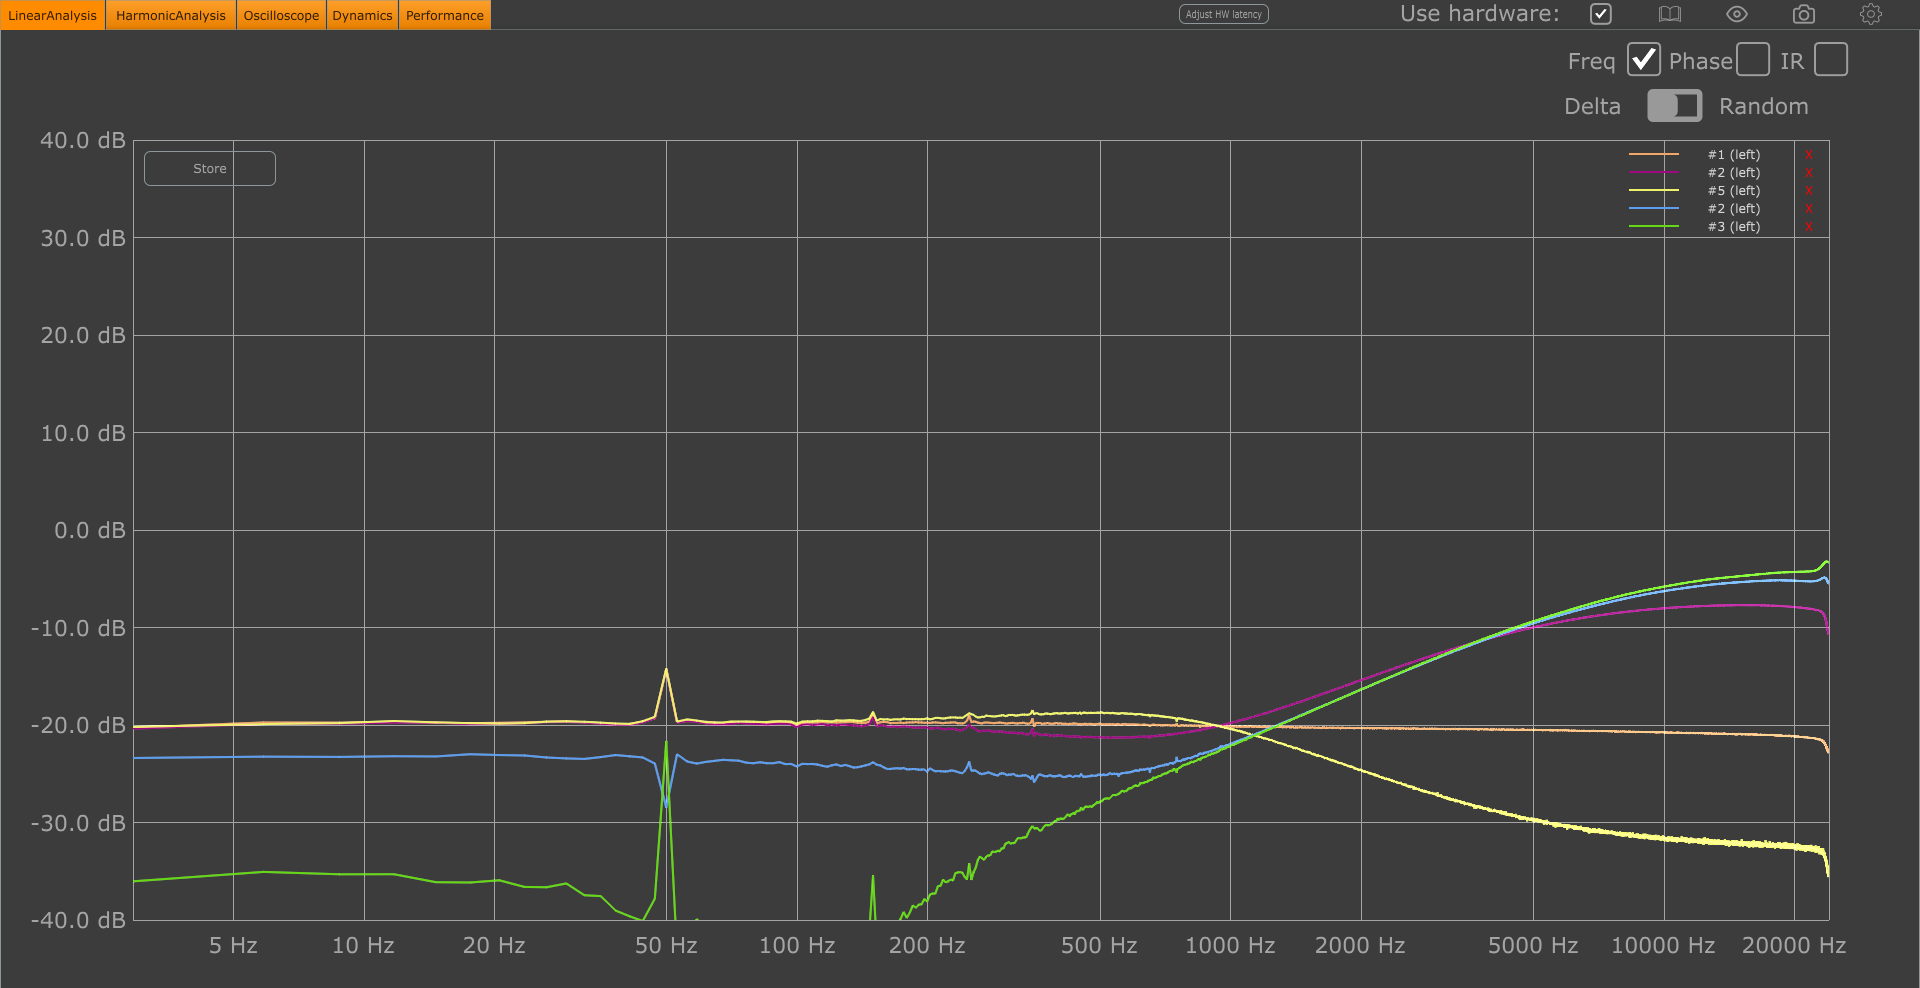 LinearAnalysis HarmonicAnalysis Oscilloscope Dynamics Performance Adjust HW latency Use hardware:
Freq Phase IR
Delta Random
Store
#1 (left) X
#2 (left) X
#5 (left) X
#2 (left) X
#3 (left) X
40.0 dB
30.0 dB
20.0 dB
10.0 dB
0.0 dB
-10.0 dB
-20.0 dB
-30.0 dB
-40.0 dB
5 Hz 10 Hz 20 Hz 50 Hz 100 Hz 200 Hz 500 Hz 1000 Hz 2000 Hz 5000 Hz 10000 Hz 20000 Hz